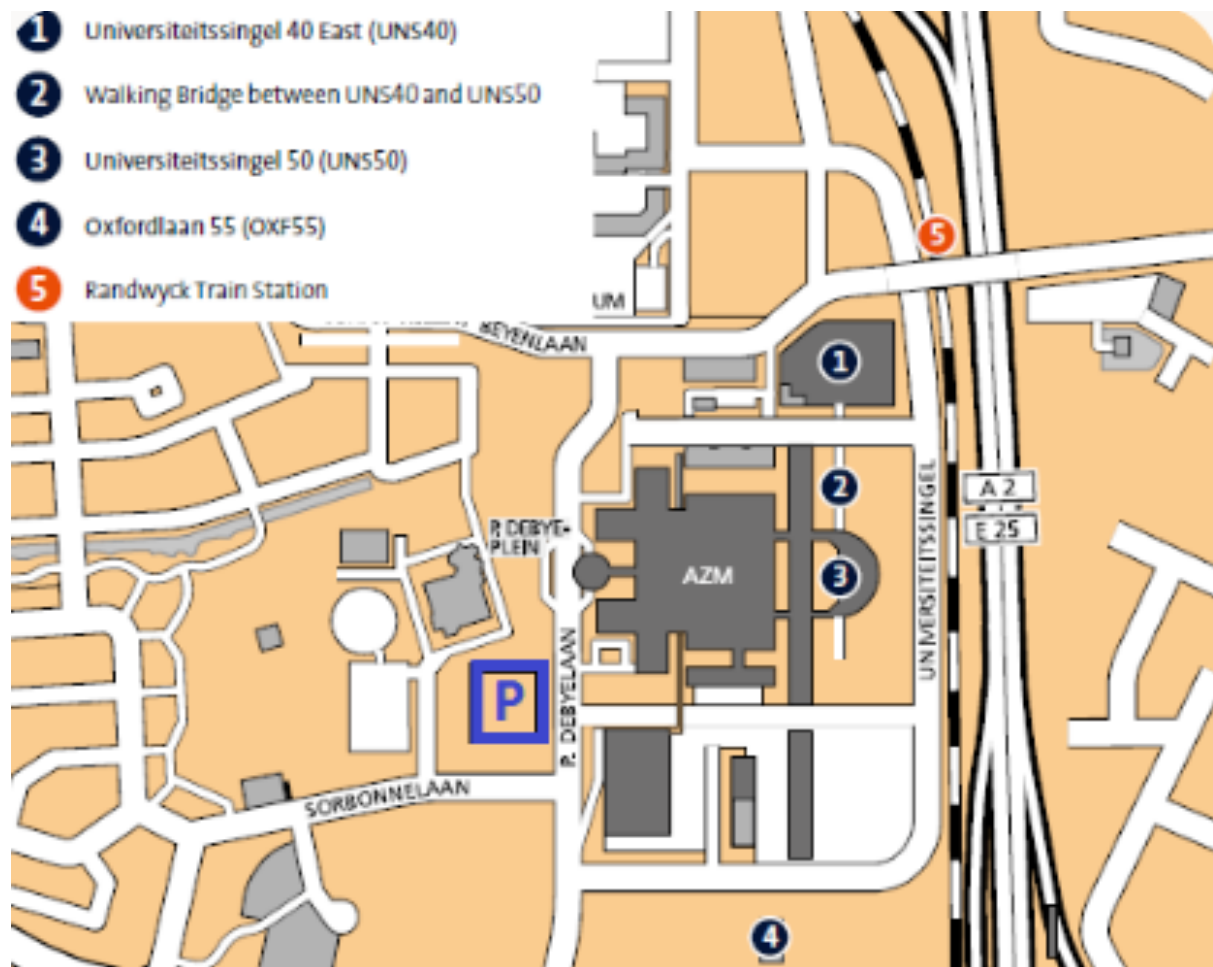 1 Universiteitssingel 40 East (UNS40)
2 Walking Bridge between UNS40 and UNS50
3 Universiteitssingel 50 (UNS50)
4 Oxfordlaan 55 (OXF55)
5 Randwyck Train Station
5
UM
BEYENLAAN
1
A 2
2
E 25
P. DEBYE-
PLEIN
AZM
3
UNIVERSITEITSSINGEL
P
P. DEBYELAAN
SORBONNELAAN
4